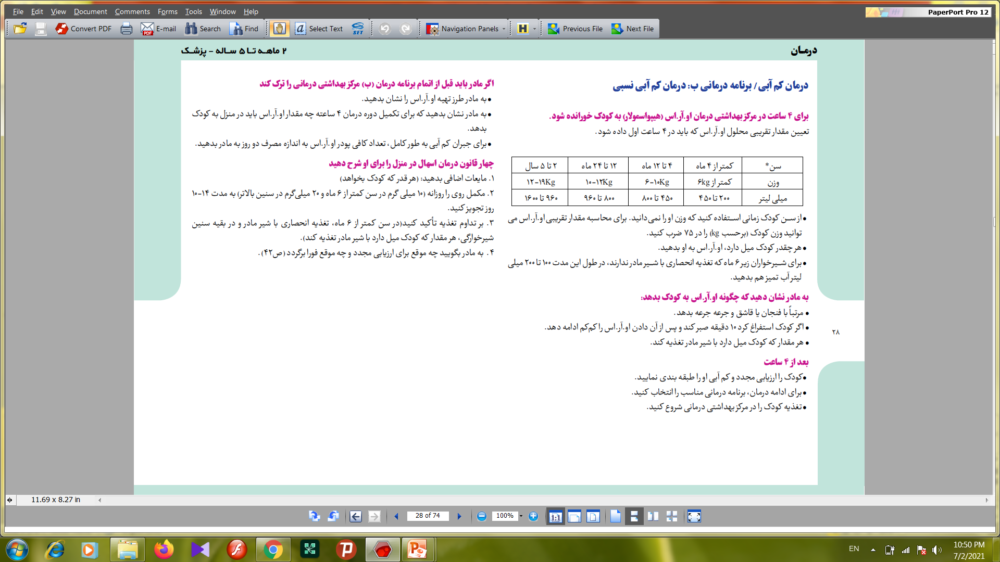 File Edit View Document Comments Forms Tools Window Help
PaperPort Pro 12
Convert PDF E-mail Search Find Select Text SET Navigation Panels H Previous File Next File
درمـان
۲ ماهـه تـا ۵ سـاله - پزشـک
درمان کم آبی / برنامه درمانی ب: درمان کم آبی نسبی
برای ۴ ساعت در مرکز بهداشتی درمان او.آر.اس (هیپواسمولار) به کودک خورانده شود.
تعیین مقدار تقریبی محلول او.آر.اس که باید در ۴ ساعت اول داده شود.
سن* کمتر از ۴ ماه ۴ تا ۱۲ ماه ۱۲ تا ۲۴ ماه ۲ تا ۵ سال
وزن کمتر از ۶kg ۶-۱۰Kg ۱۰-۱۲Kg ۱۲-۱۹Kg
میلی لیتر ۲۰۰ تا ۴۵۰ ۴۵۰ تا ۸۰۰ ۸۰۰ تا ۹۶۰ ۹۶۰ تا ۱۶۰۰
● از سـن کودک زمانی اسـتفاده کنید که وزن او را نمی‌دانید. برای محاسبه مقدار تقریبی او.آر.اس می
توانید وزن کودک (برحسب kg) را در ۷۵ ضرب کنید.
● هر چقدر کودک میل دارد، او.آر.اس به او بدهید.
● برای شـیرخواران زیر ۶ ماه که تغذیه انحصاری با شـیر مادر ندارند، در طول این مدت ۱۰۰ تا ۲۰۰ میلی
لیتر آب تمیز هم بدهید.
به مادر نشان دهید که چگونه او.آر.اس به کودک بدهد:
● مرتباً با فنجان یا قاشق و جرعه جرعه بدهد.
● اگر کودک استفراغ کرد ۱۰ دقیقه صبر کند و پس از آن دادن او.آر.اس را کم‌کم ادامه دهد.
● هر مقدار که کودک میل دارد با شیر مادر تغذیه کند.
بعد از ۴ ساعت
● کودک را ارزیابی مجدد و کم آبی او را طبقه بندی نمایید.
● برای ادامه درمان، برنامه درمانی مناسب را انتخاب کنید.
● تغذیه کودک را در مرکز بهداشتی درمانی شروع کنید.
اگر مادر باید قبل از اتمام برنامه درمان (ب) مرکز بهداشتی درمانی را ترک کند
● به مادر طرز تهیه او.آر.اس را نشان بدهید.
● به مادر نشان بدهید که برای تکمیل دوره درمان ۴ ساعته چه مقدار او.آر.اس باید در منزل به کودک
بدهد.
● برای جبران کم آبی به طور کامل، تعداد کافی پودر او.آر.اس به اندازه مصرف دو روز به مادر بدهید.
چهار قانون درمان اسهال در منزل را برای او شرح دهید
۱. مایعات اضافی بدهید: (هر قدر که کودک بخواهد)
۲. مکمل روی را روزانه (۱۰ میلی گرم در سن کمتر از ۶ ماه و ۲۰ میلی‌گرم در سنین بالاتر) به مدت ۱۴-۱۰
روز تجویز کنید.
۳. بر تداوم تغذیه تأکید کنید(در سن کمتر از ۶ ماه، تغذیه انحصاری با شیر مادر و در بقیه سنین
شیرخوارگی، هر مقدار که کودک میل دارد با شیر مادر تغذیه کند).
۴. به مادر بگویید چه موقع برای ارزیابی مجدد و چه موقع فورا برگردد (ص۴۲).
۲۸
11.69 x 8.27 in
28 of 74 100% 1:1
EN 10:50 PM
7/2/2021